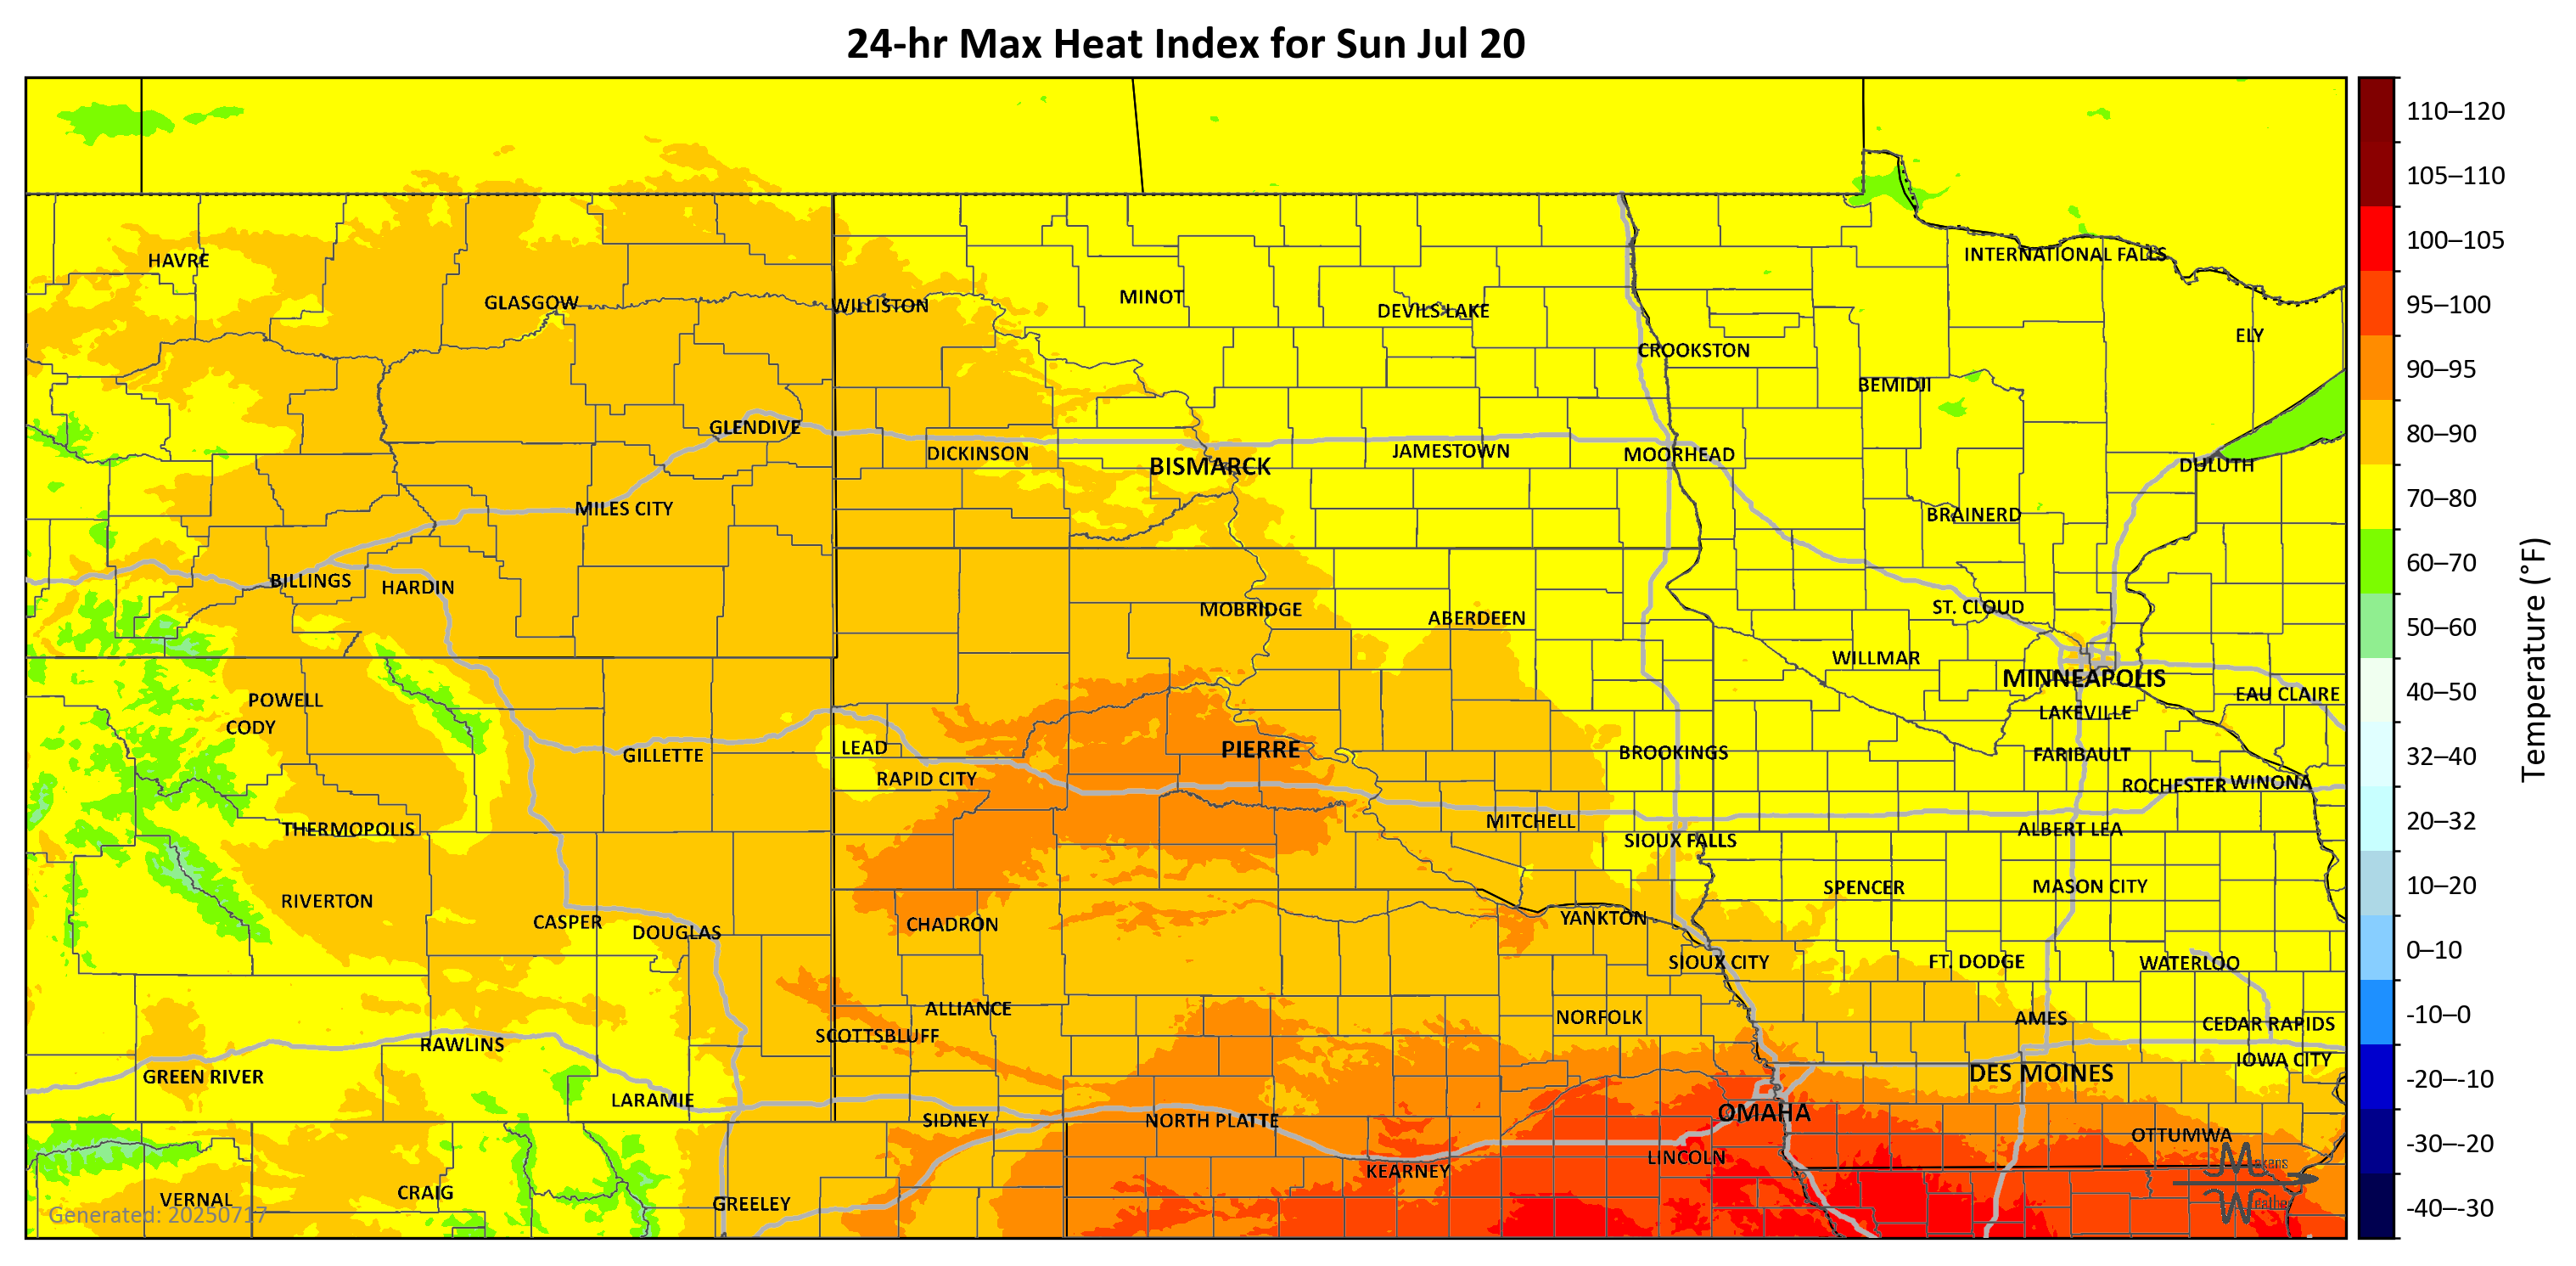 24-hr Max Heat Index for Sun Jul 20
110–120
105–110
100–105
95–100
90–95
80–90
70–80
60–70
50–60
40–50
32–40
20–32
10–20
0–10
-10–0
-20–-10
-30–-20
-40–-30
Temperature (°F)
HAVRE
INTERNATIONAL FALLS
GLASGOW
WILLISTON
MINOT
DEVILS LAKE
ELY
CROOKSTON
BEMIDJI
GLENDIVE
DICKINSON
BISMARCK
JAMESTOWN
MOORHEAD
DULUTH
MILES CITY
BRAINERD
BILLINGS
HARDIN
MOBRIDGE
ABERDEEN
ST. CLOUD
WILLMAR
MINNEAPOLIS
EAU CLAIRE
POWELL
CODY
LAKEVILLE
GILLETTE
LEAD
PIERRE
BROOKINGS
FARIBAULT
RAPID CITY
ROCHESTER
WINONA
THERMOPOLIS
MITCHELL
SIOUX FALLS
ALBERT LEA
RIVERTON
SPENCER
MASON CITY
CASPER
DOUGLAS
CHADRON
YANKTON
SIOUX CITY
FT. DODGE
WATERLOO
ALLIANCE
NORFOLK
AMES
CEDAR RAPIDS
RAWLINS
SCOTTSBLUFF
IOWA CITY
GREEN RIVER
DES MOINES
LARAMIE
SIDNEY
NORTH PLATTE
OMAHA
OTTUMWA
KEARNEY
LINCOLN
VERNAL
CRAIG
GREELEY
Generated: 20250717